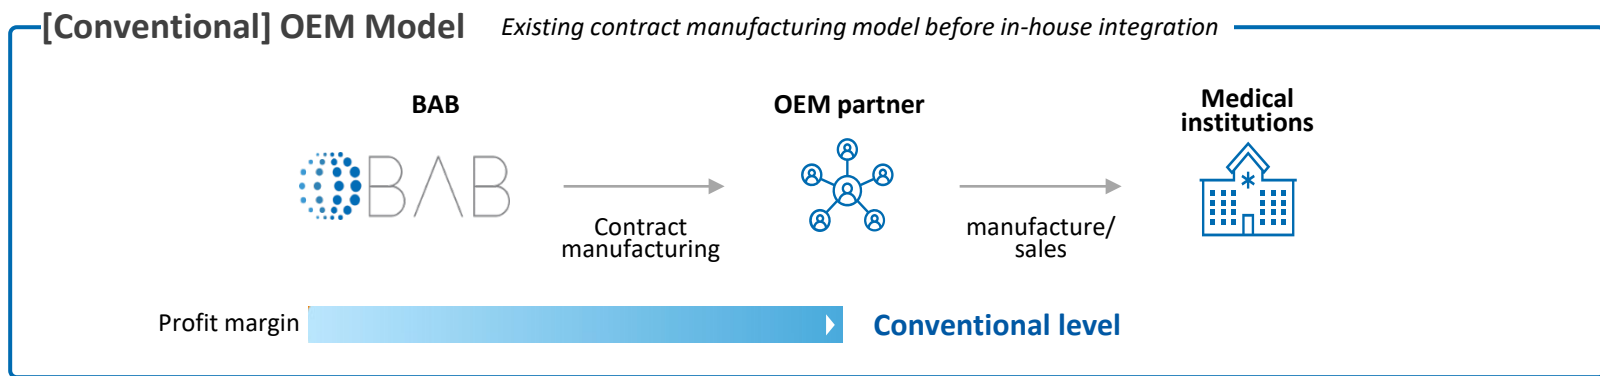 [Conventional] OEM Model
Existing contract manufacturing model before in-house integration
BAB
OEM partner
Medical
institutions
BAB
Contract
manufacturing
manufacture/
sales
Profit margin
Conventional level